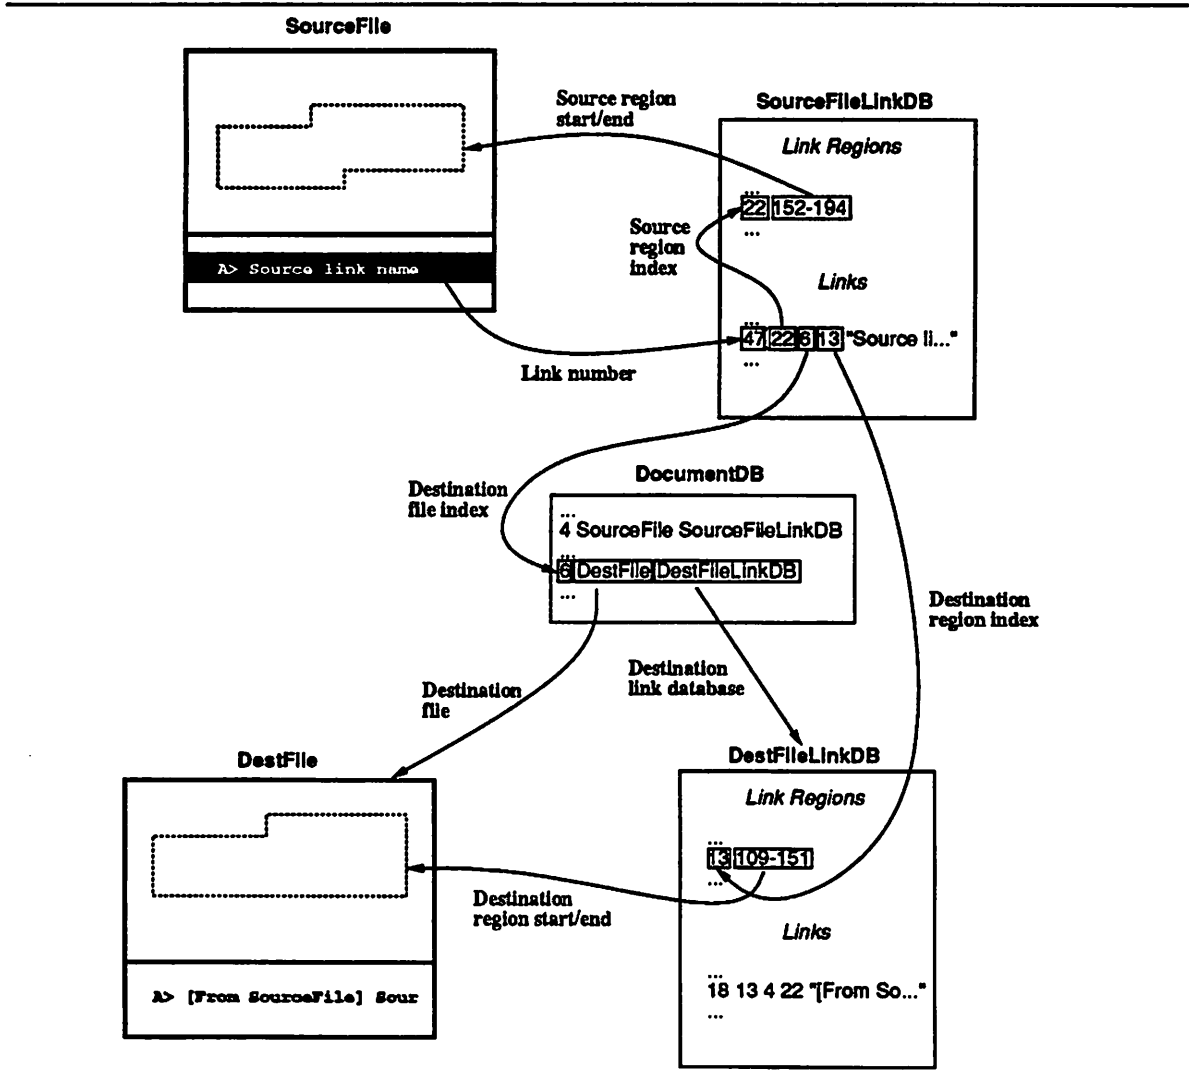 SourceFile
A> Source link name
Source region
start/end
SourceFileLinkDB
Link Regions
...
22 152-194
...
Source
region
index
Links
...
47 22 6 13 "Source li..."
...
Link number
Destination
file index
DocumentDB
...
4 SourceFile SourceFileLinkDB
...
6 DestFile DestFileLinkDB
...
Destination
region index
Destination
link database
Destination
file
DestFile
A> [From SourceFile] Sour
Destination
region start/end
DestFileLinkDB
Link Regions
...
13 109-151
...
Links
...
18 13 4 22 "[From So..."
...